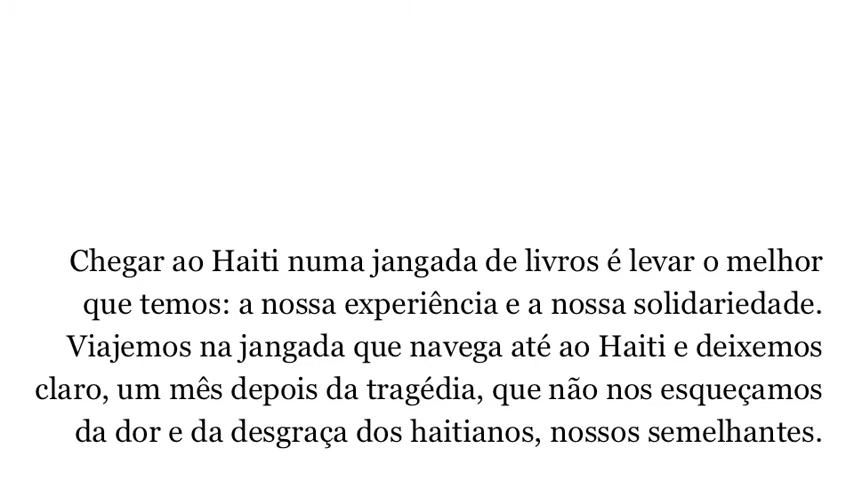 Chegar ao Haiti numa jangada de livros é levar o melhor
que temos: a nossa experiência e a nossa solidariedade.
Viajemos na jangada que navega até ao Haiti e deixemos
claro, um mês depois da tragédia, que não nos esqueçamos
da dor e da desgraça dos haitianos, nossos semelhantes.